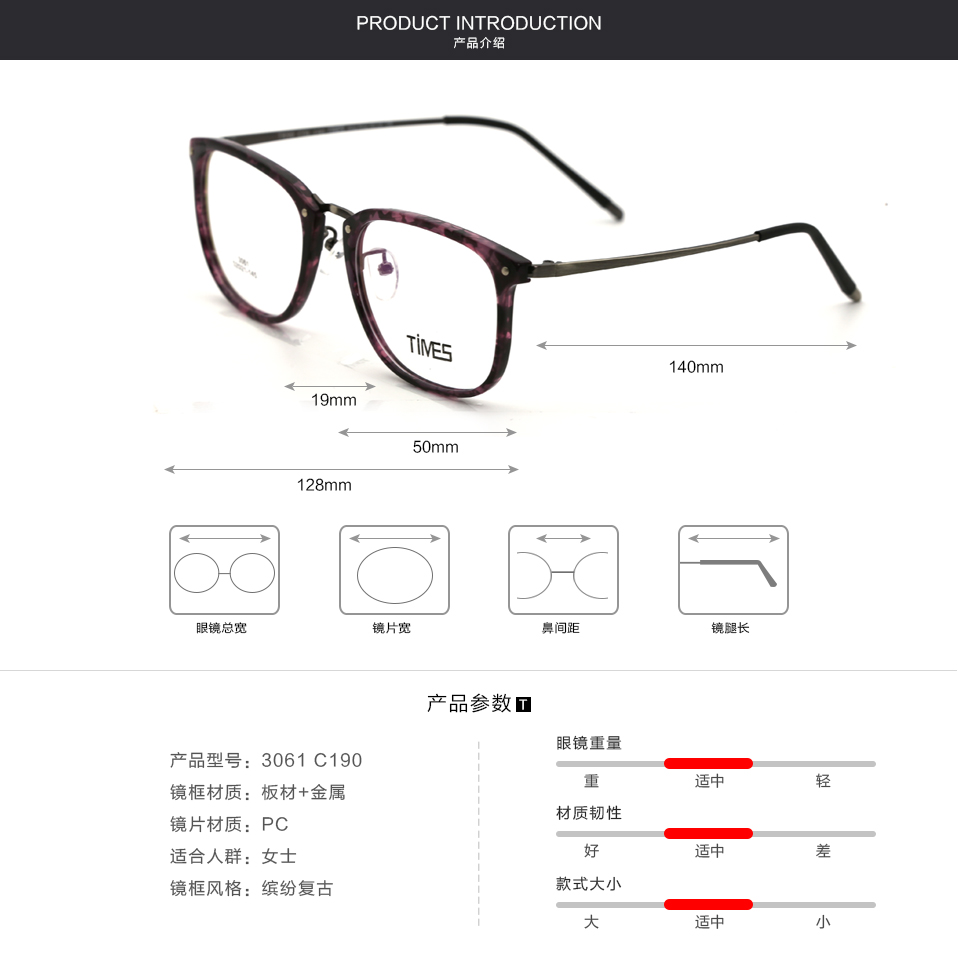 PRODUCT INTRODUCTION
产品介绍
3061
TiMES
140mm
19mm
50mm
128mm
眼镜总宽
镜片宽
鼻间距
镜腿长
产品参数 T
产品型号：3061 C190
镜框材质：板材+金属
镜片材质：PC
适合人群：女士
镜框风格：缤纷复古
眼镜重量
重 适中 轻
材质韧性
好 适中 差
款式大小
大 适中 小